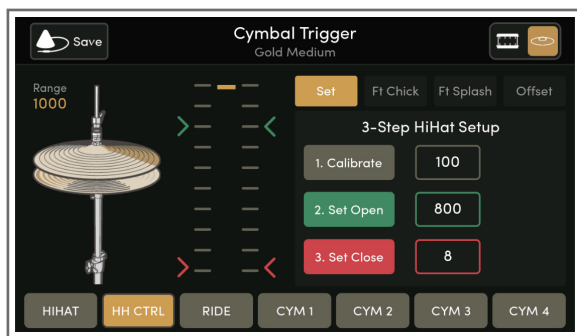 Save
Cymbal Trigger
Gold Medium
Range
1000
Set
Ft Chick
Ft Splash
Offset
3-Step HiHat Setup
1. Calibrate
100
2. Set Open
800
3. Set Close
8
HIHAT
HH CTRL
RIDE
CYM 1
CYM 2
CYM 3
CYM 4